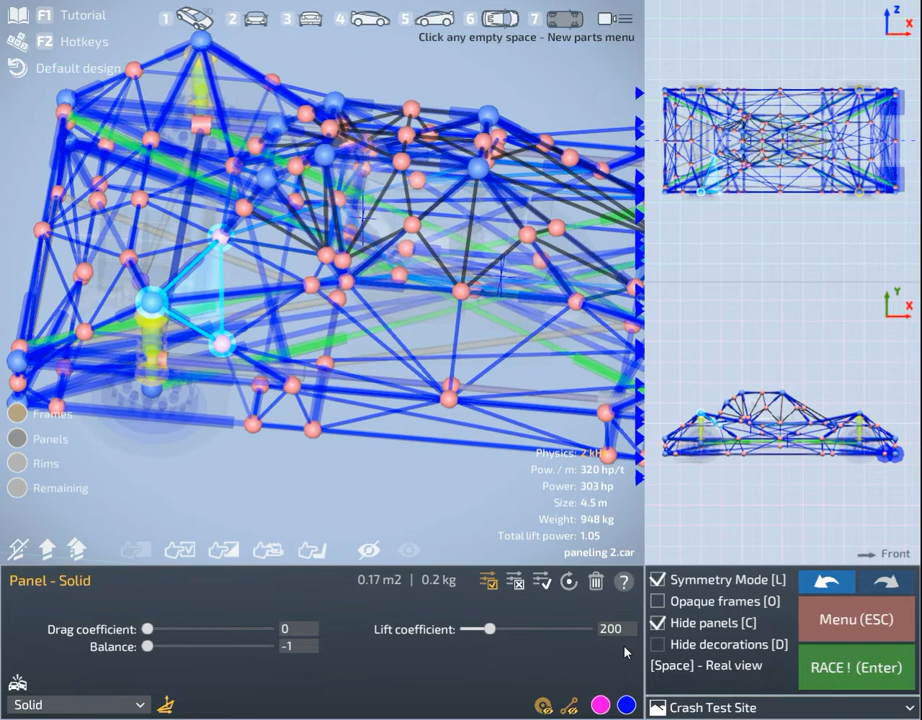 F1 Tutorial
1 2 3 4 5 6 7
F2 Hotkeys
Click any empty space - New parts menu
Default design
Z
X
Y
X
Frames
Panels
Rims
Remaining
Physics: 2 kHz
Pow. / m: 320 hp/t
Power: 303 hp
Size: 4.5 m
Weight: 948 kg
Total lift power: 1.05
paneling 2.car
Front
Panel - Solid
0.17 m2 | 0.2 kg
?
Drag coefficient: 0
Lift coefficient: 200
Balance: -1
Solid
Symmetry Mode [L]
Opaque frames [O]
Hide panels [C]
Hide decorations [D]
[Space] - Real view
Menu (ESC)
RACE! (Enter)
Crash Test Site